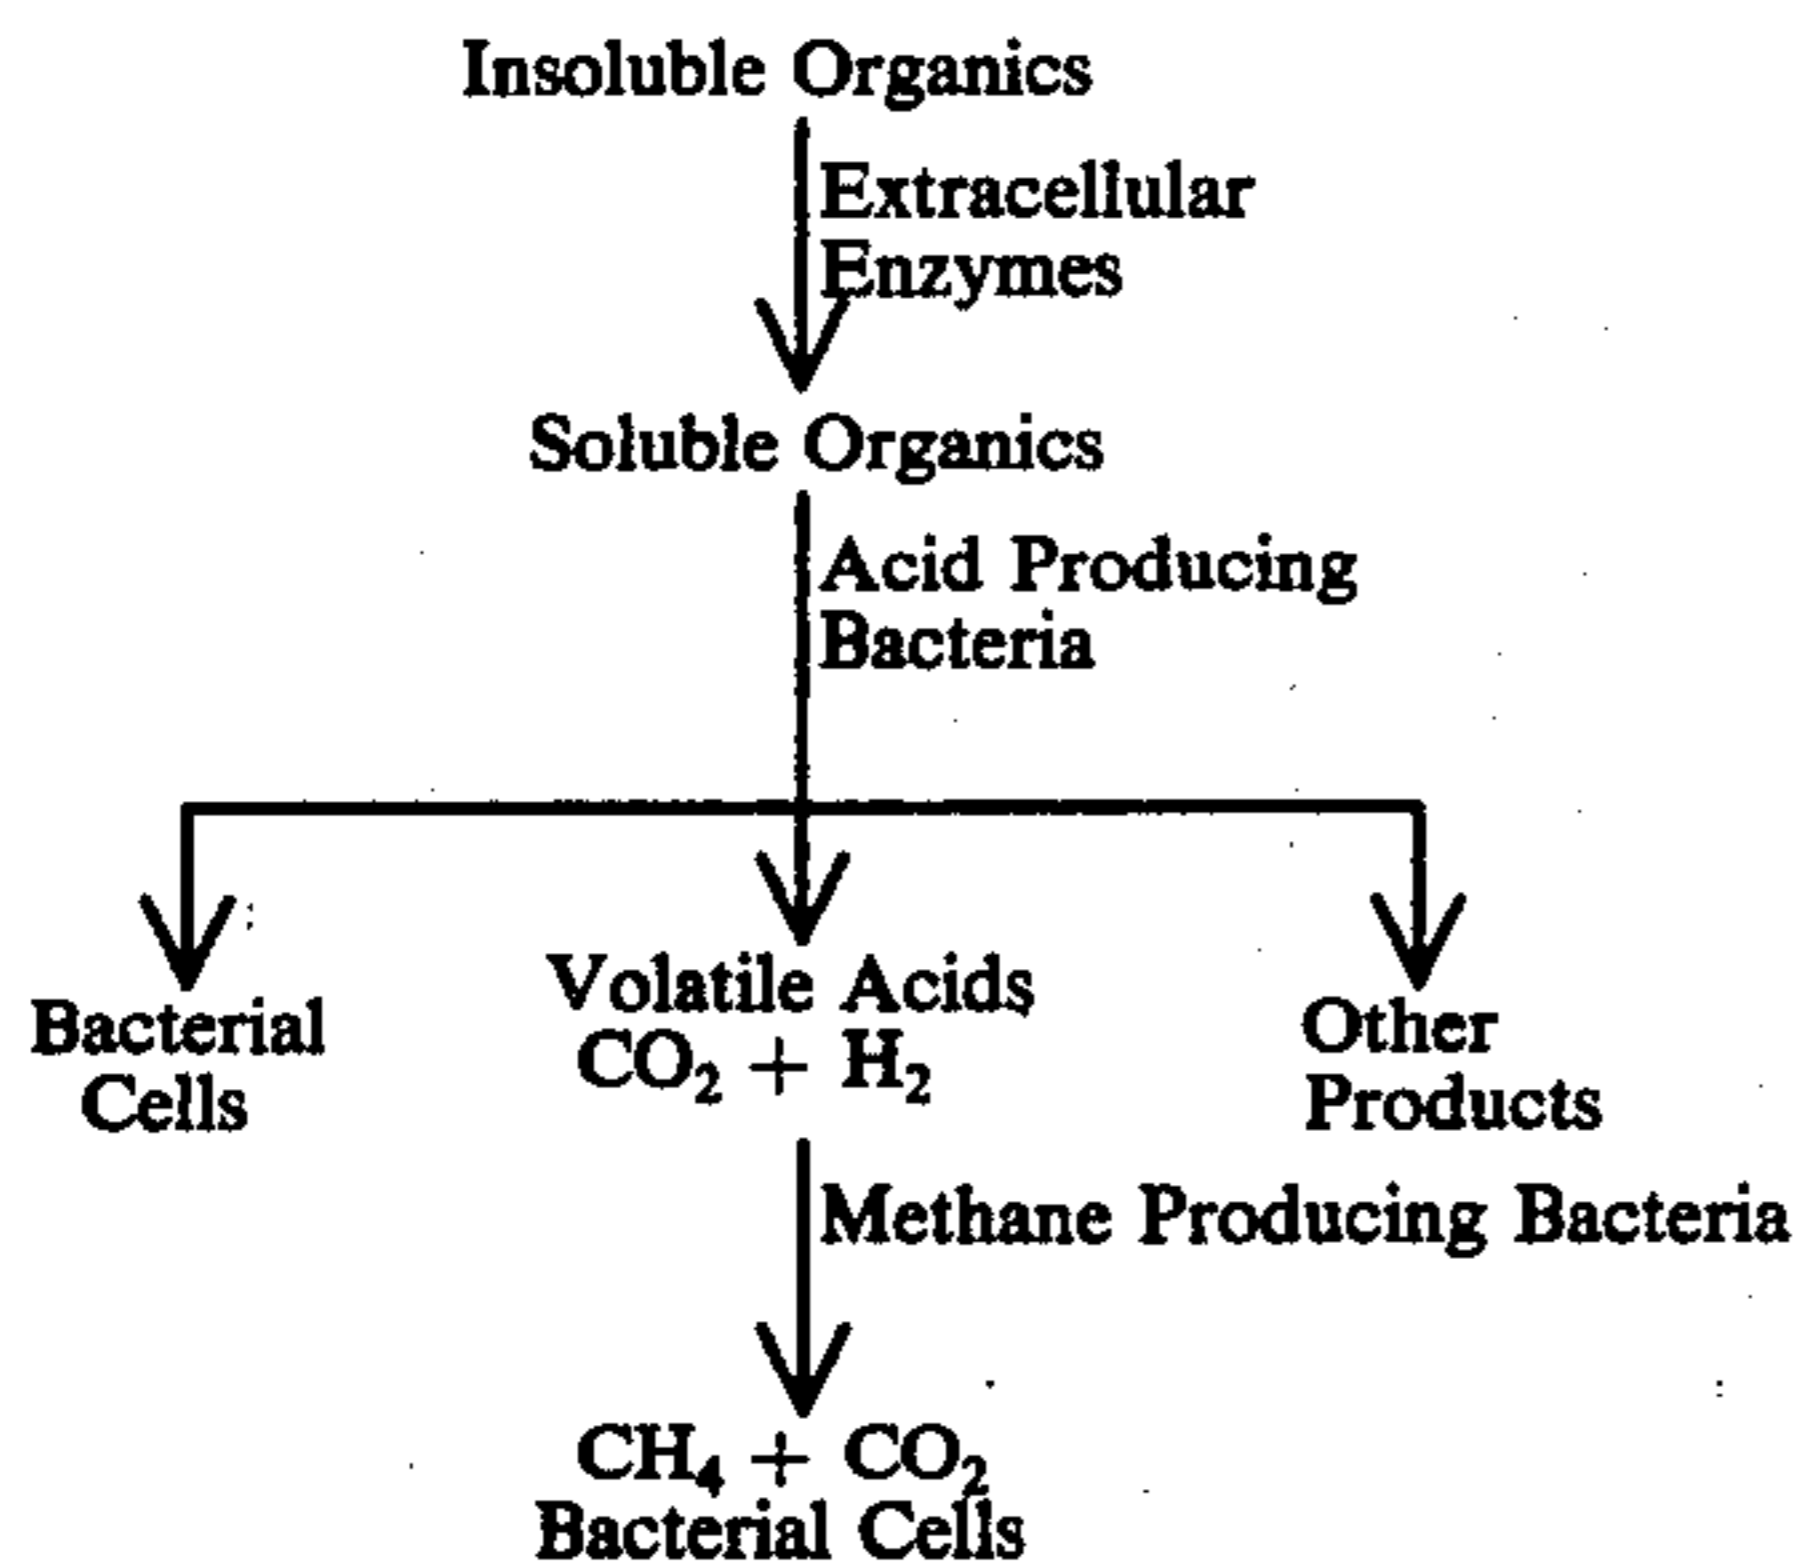 Insoluble Organics
Extracellular
Enzymes
Soluble Organics
Acid Producing
Bacteria
Bacterial
Cells
Volatile Acids
CO₂ + H₂
Other
Products
Methane Producing Bacteria
CH₄ + CO₂
Bacterial Cells